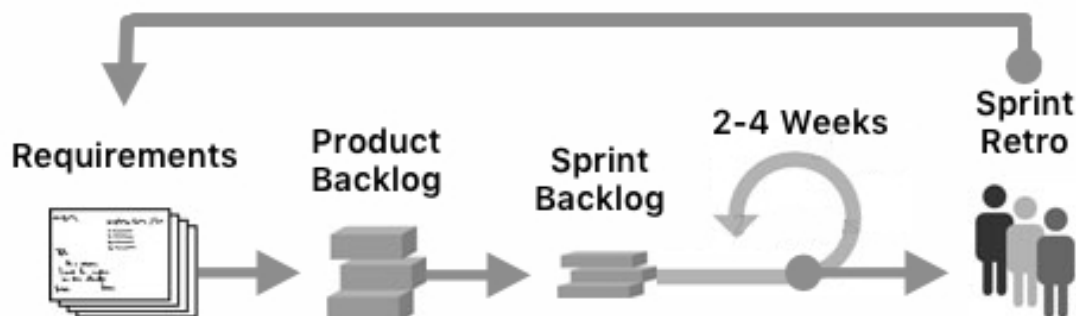 Requirements
Product
Backlog
Sprint
Backlog
2-4 Weeks
Sprint
Retro